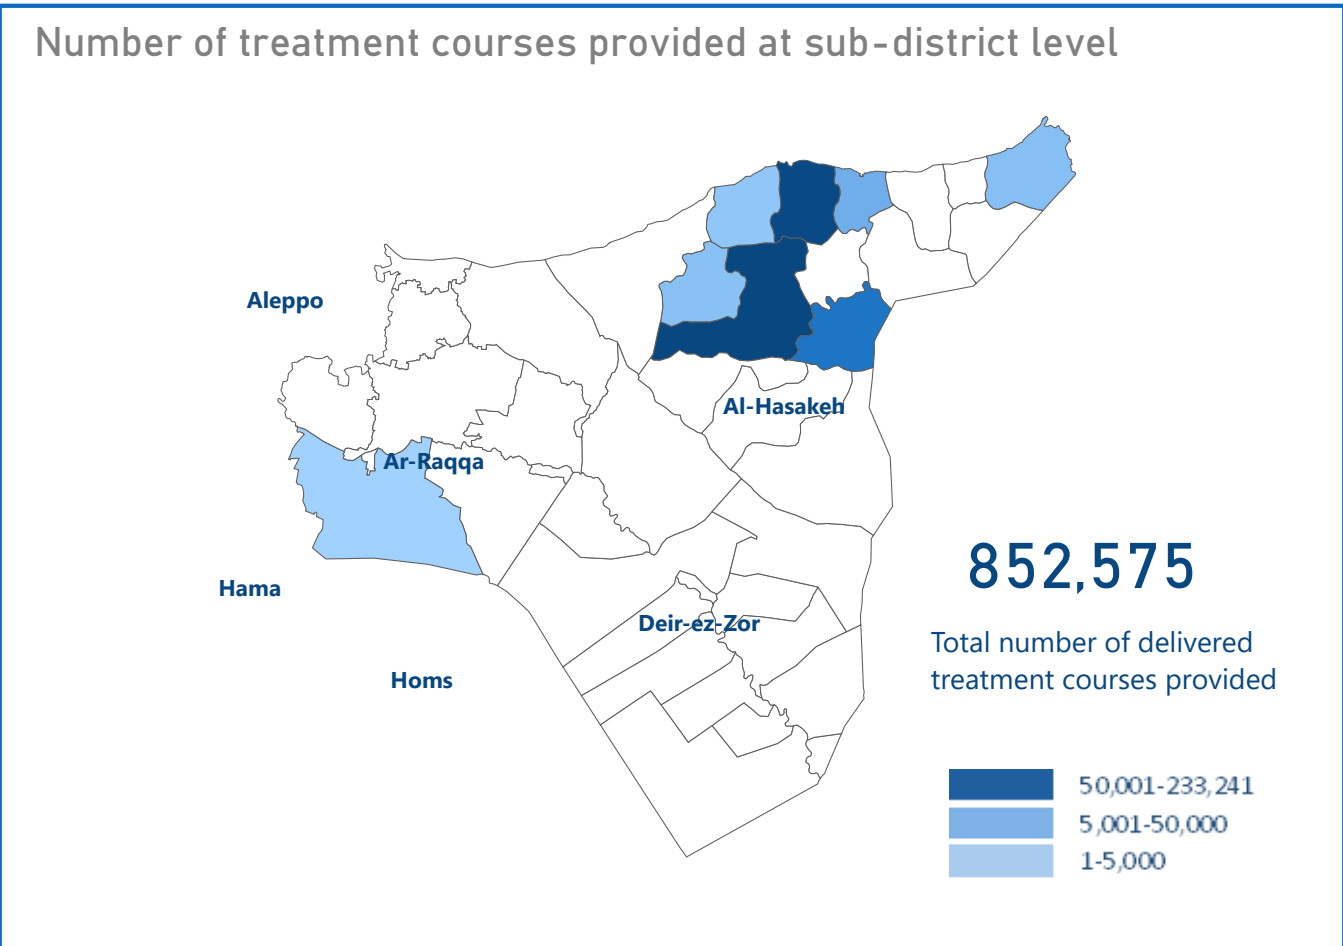 Number of treatment courses provided at sub-district level
Aleppo
Al-Hasakeh
Ar-Raqqa
Hama
Deir-ez-Zor
Homs
852,575
Total number of delivered
treatment courses provided
50,001-233,241
5,001-50,000
1-5,000